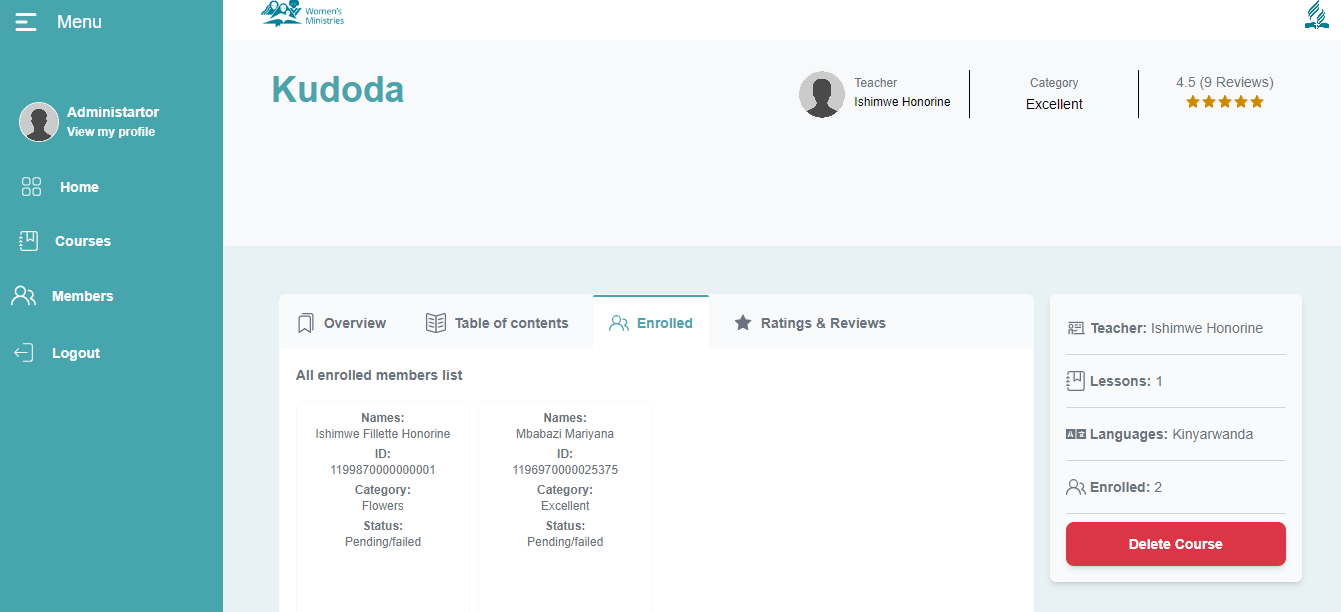 Menu
Women's
Ministries
Administartor
View my profile
Home
Courses
Members
Logout
Kudoda
Teacher
Ishimwe Honorine
Category
Excellent
4.5 (9 Reviews)
Overview
Table of contents
Enrolled
Ratings & Reviews
All enrolled members list
Names:
Ishimwe Fillette Honorine
ID:
1199870000000001
Category:
Flowers
Status:
Pending/failed
Names:
Mbabazi Mariyana
ID:
1196970000025375
Category:
Excellent
Status:
Pending/failed
Teacher: Ishimwe Honorine
Lessons: 1
Languages: Kinyarwanda
Enrolled: 2
Delete Course